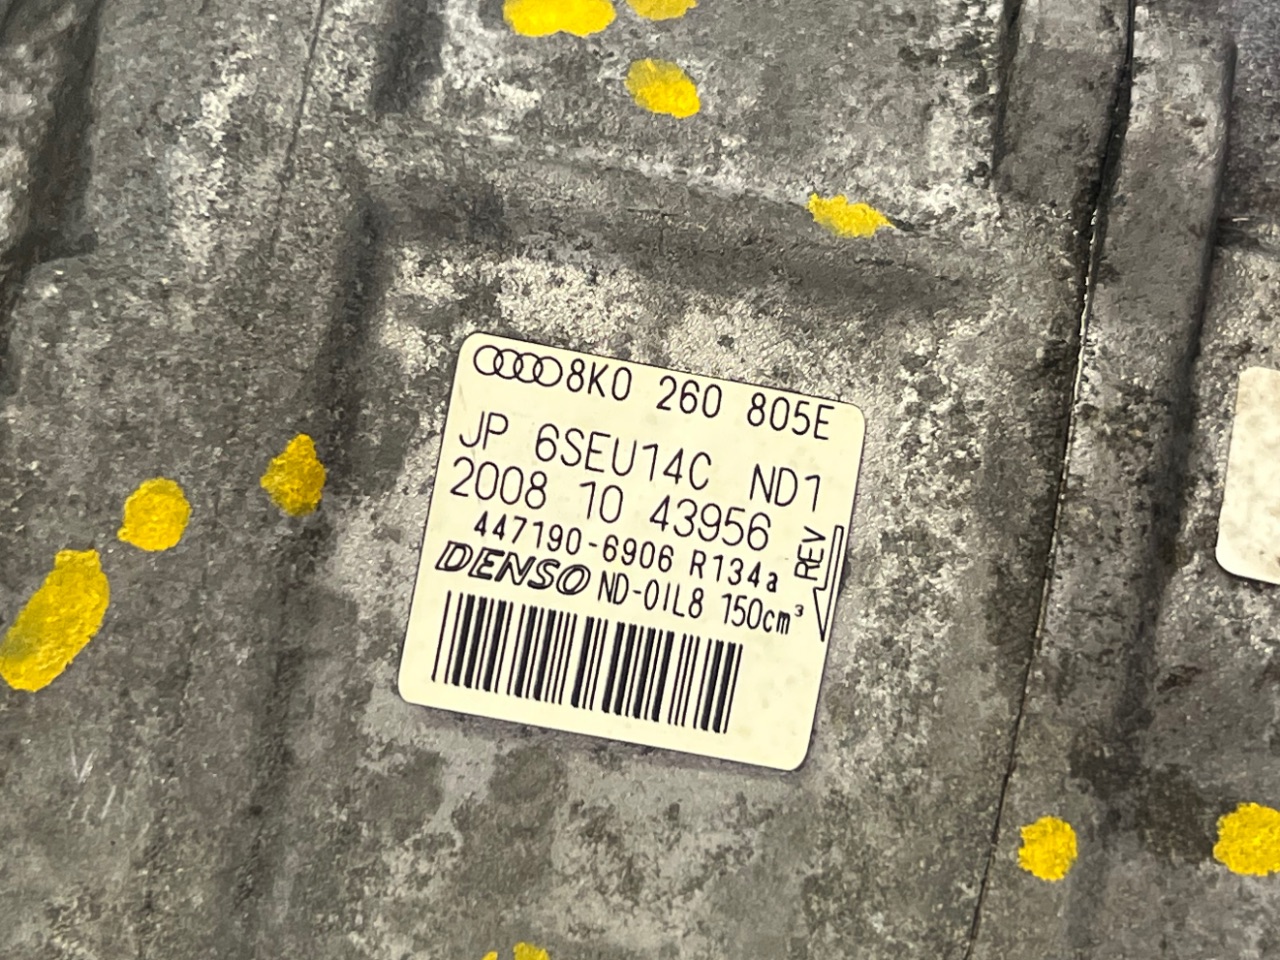 8K0 260 805E
JP 6SEU14C ND1
2008 10 43956
447190-6906 R134a
DENSO ND-OIL8 150cm³
REV